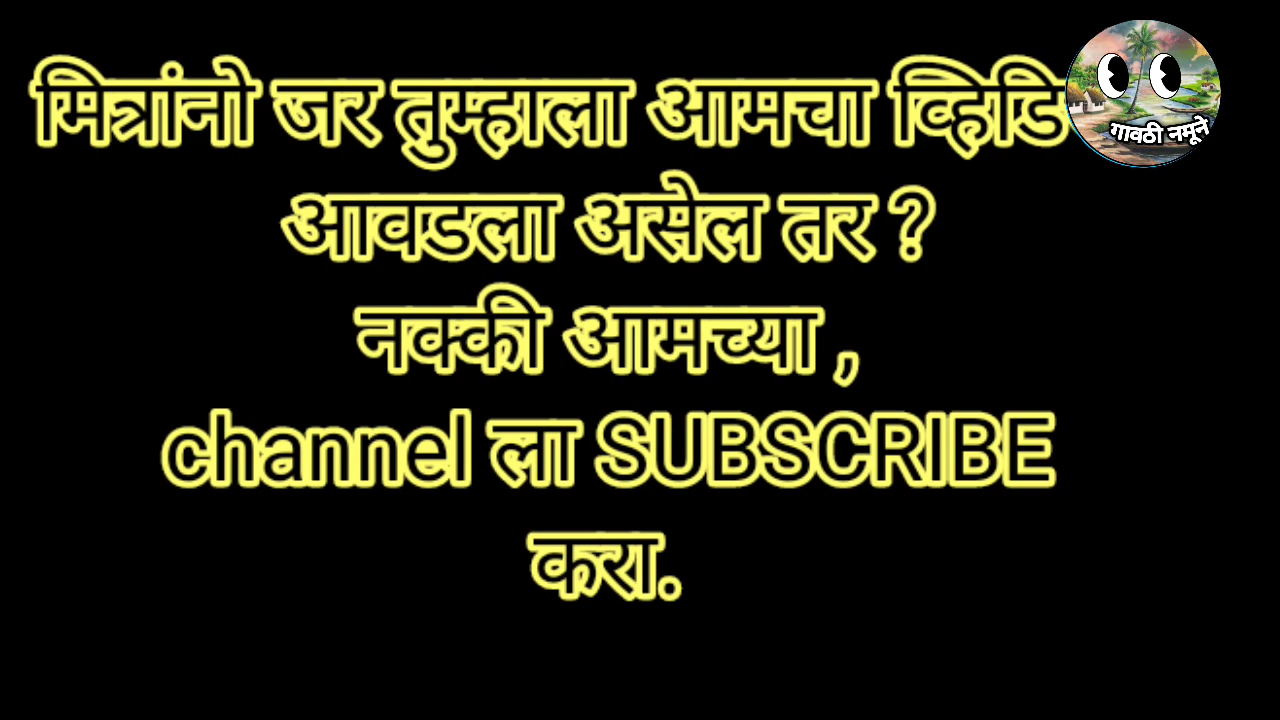 मित्रांनो जर तुम्हाला आमचा व्हिडि
आवडला असेल तर ?
नक्की आमच्या ,
channel ला SUBSCRIBE
करा.
गावठी नमूने